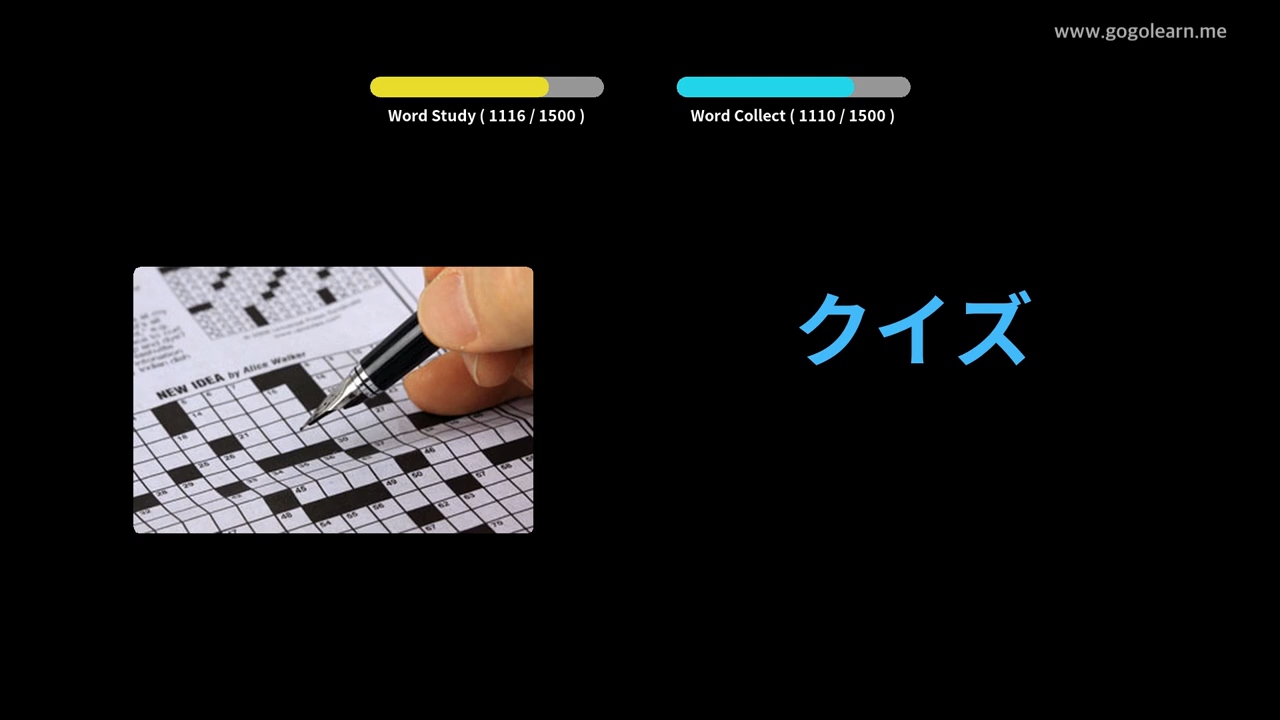 www.gogolearn.me
Word Study ( 1116 / 1500 )
Word Collect ( 1110 / 1500 )
クイズ
NEW IDEA by Alice Walker